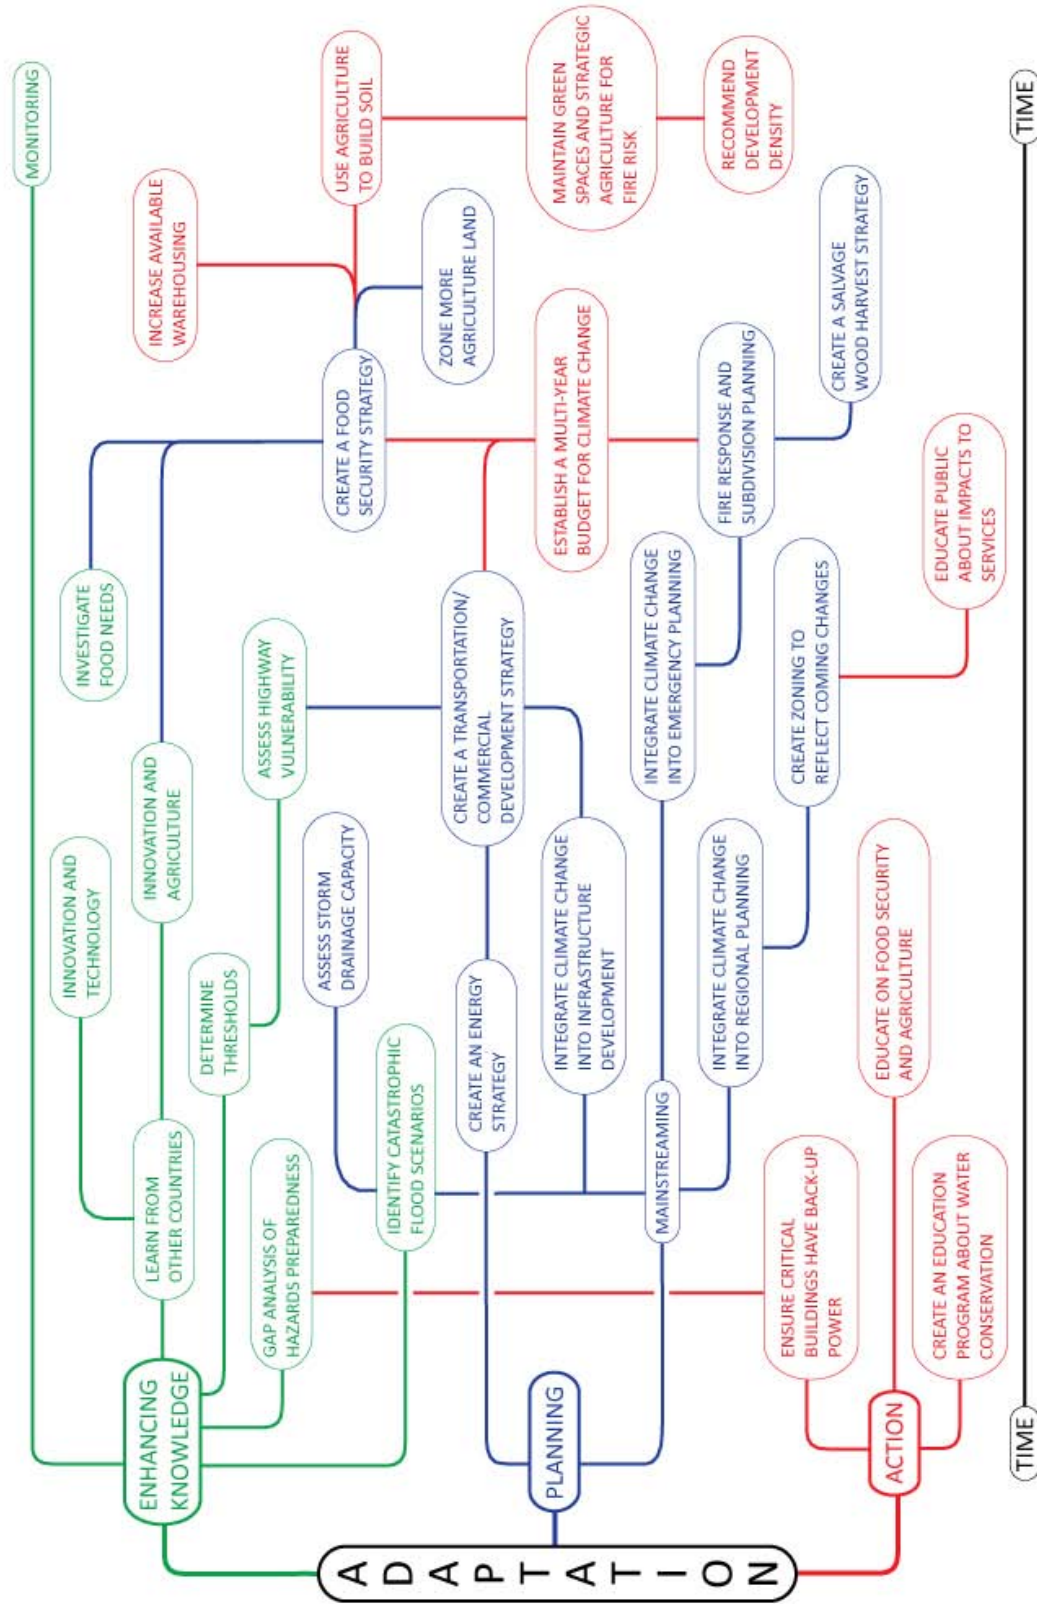 MONITORING
INNOVATION AND
TECHNOLOGY
INVESTIGATE
FOOD NEEDS
INCREASE AVAILABLE
WAREHOUSING
ENHANCING
KNOWLEDGE
LEARN FROM
OTHER COUNTRIES
INNOVATION AND
AGRICULTURE
DETERMINE
THRESHOLDS
GAP ANALYSIS OF
HAZARDS PREPAREDNESS
ASSESS HIGHWAY
VULNERABILITY
ASSESS STORM
DRAINAGE CAPACITY
CREATE A FOOD
SECURITY STRATEGY
USE AGRICULTURE
TO BUILD SOIL
IDENTIFY CATASTROPHIC
FLOOD SCENARIOS
ZONE MORE
AGRICULTURE LAND
ADAPTATION
PLANNING
CREATE AN ENERGY
STRATEGY
CREATE A TRANSPORTATION/
COMMERCIAL
DEVELOPMENT STRATEGY
INTEGRATE CLIMATE CHANGE
INTO INFRASTRUCTURE
DEVELOPMENT
ESTABLISH A MULTI-YEAR
BUDGET FOR CLIMATE CHANGE
MAINTAIN GREEN
SPACES AND STRATEGIC
AGRICULTURE FOR
FIRE RISK
MAINSTREAMING
INTEGRATE CLIMATE CHANGE
INTO EMERGENCY PLANNING
INTEGRATE CLIMATE CHANGE
INTO REGIONAL PLANNING
FIRE RESPONSE AND
SUBDIVISION PLANNING
RECOMMEND
DEVELOPMENT
DENSITY
ENSURE CRITICAL
BUILDINGS HAVE BACK-UP
POWER
CREATE ZONING TO
REFLECT COMING CHANGES
CREATE A SALVAGE
WOOD HARVEST STRATEGY
ACTION
EDUCATE ON FOOD SECURITY
AND AGRICULTURE
CREATE AN EDUCATION
PROGRAM ABOUT WATER
CONSERVATION
EDUCATE PUBLIC
ABOUT IMPACTS TO
SERVICES
TIME
TIME